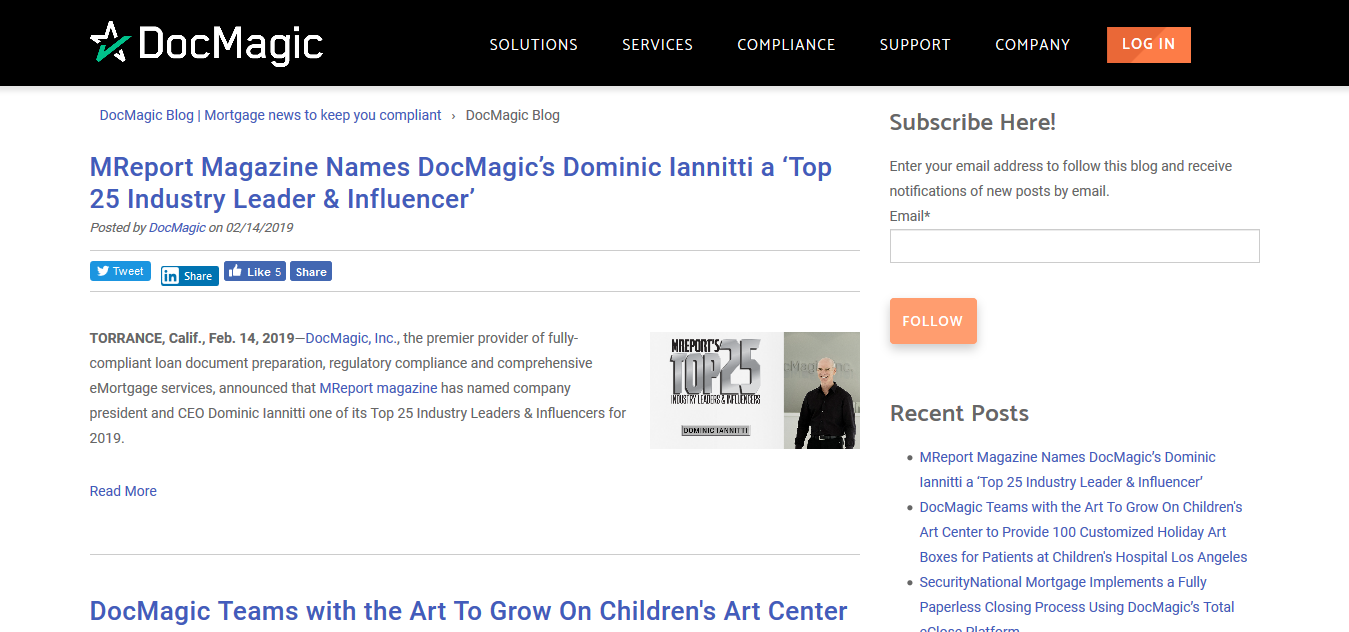 DocMagic
SOLUTIONS
SERVICES
COMPLIANCE
SUPPORT
COMPANY
LOG IN
DocMagic Blog | Mortgage news to keep you compliant › DocMagic Blog
MReport Magazine Names DocMagic’s Dominic Iannitti a ‘Top
25 Industry Leader & Influencer’
Posted by DocMagic on 02/14/2019
Tweet
in Share
Like 5
Share
TORRANCE, Calif., Feb. 14, 2019—DocMagic, Inc., the premier provider of fully-
compliant loan document preparation, regulatory compliance and comprehensive
eMortgage services, announced that MReport magazine has named company
president and CEO Dominic Iannitti one of its Top 25 Industry Leaders & Influencers for
2019.
MREPORT'S
TOP 25
INDUSTRY LEADERS & INFLUENCERS
DOMINIC IANNITTI
cMagic, Inc.
Read More
DocMagic Teams with the Art To Grow On Children's Art Center
Subscribe Here!
Enter your email address to follow this blog and receive
notifications of new posts by email.
Email*
FOLLOW
Recent Posts
• MReport Magazine Names DocMagic’s Dominic
Iannitti a ‘Top 25 Industry Leader & Influencer’
• DocMagic Teams with the Art To Grow On Children's
Art Center to Provide 100 Customized Holiday Art
Boxes for Patients at Children's Hospital Los Angeles
• SecurityNational Mortgage Implements a Fully
Paperless Closing Process Using DocMagic’s Total
eClose Platform